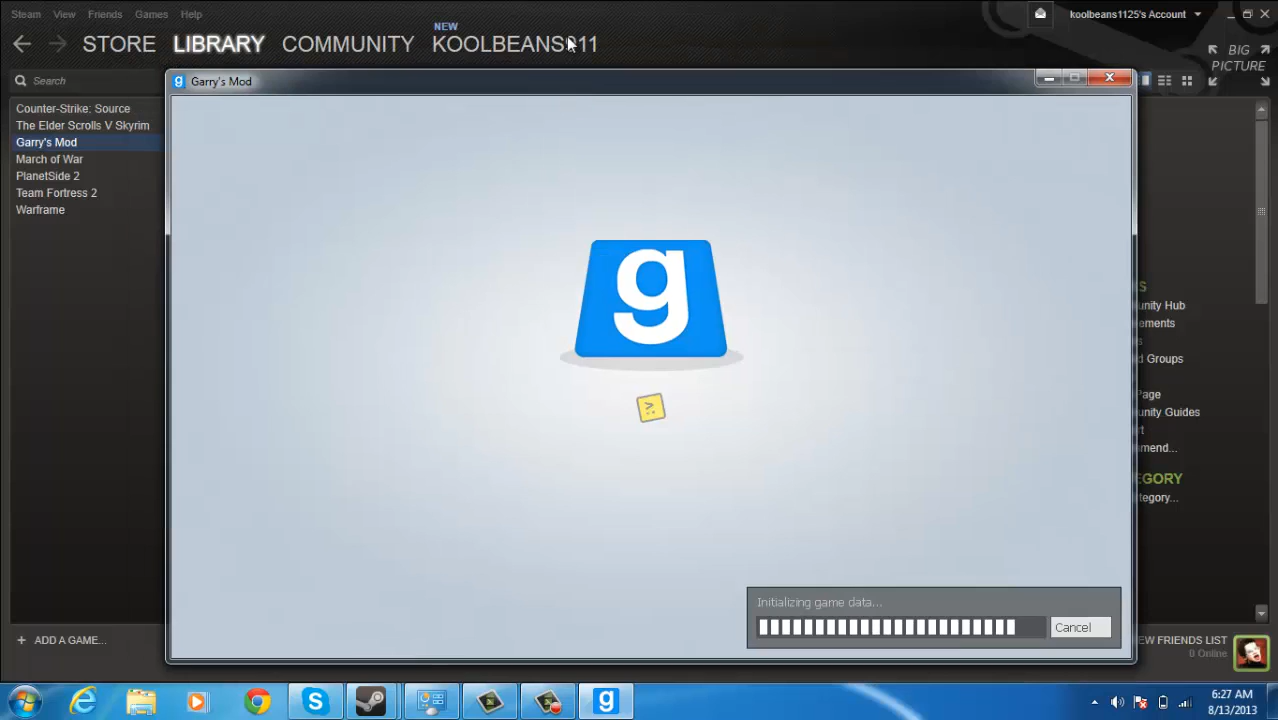 Steam View Friends Games Help
koolbeans1125's Account
STORE LIBRARY COMMUNITY
NEW
BIG PICTURE
Search
Garry's Mod
Counter-Strike: Source
The Elder Scrolls V Skyrim
Garry's Mod
March of War
PlanetSide 2
Team Fortress 2
Warframe
g
S
unity Hub
ements
s
d Groups
Page
unity Guides
rt
mend...
EGORY
tegory...
Initializing game data...
Cancel
+ ADD A GAME...
EW FRIENDS LIST
0 Online
6:27 AM
8/13/2013